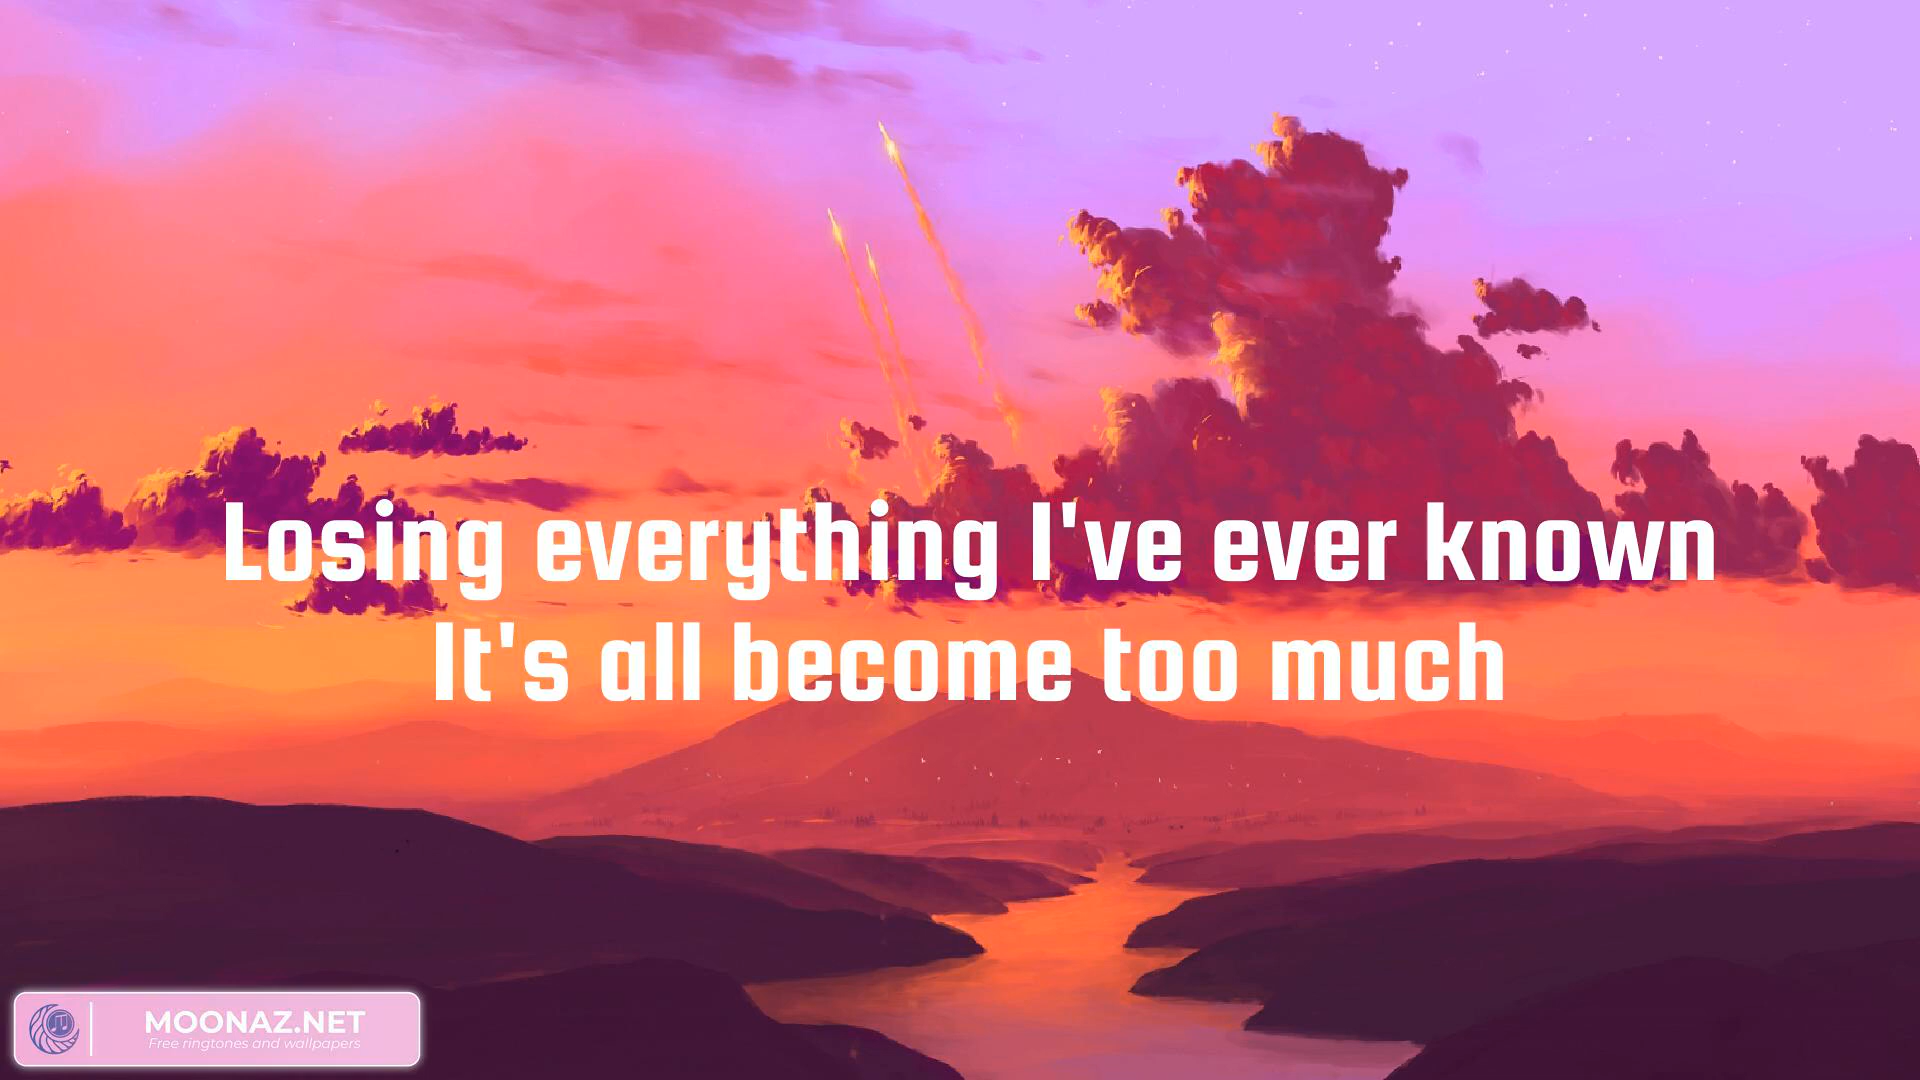 Losing everything I've ever known
It's all become too much
MOONAZ.NET
Free ringtones and wallpapers